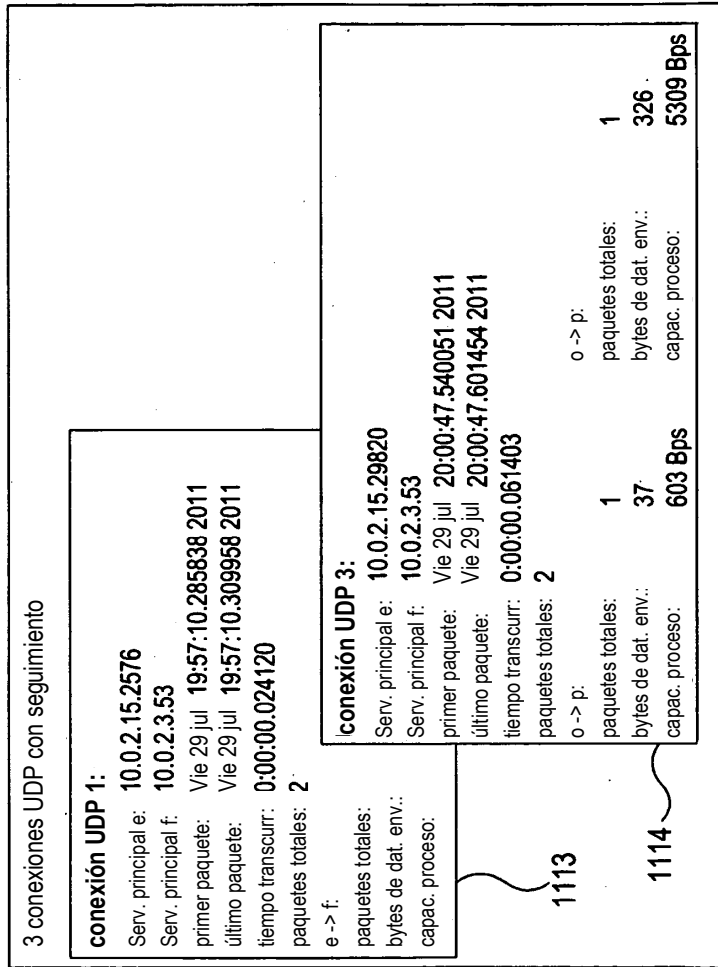 3 conexiones UDP con seguimiento
conexión UDP 1:
Serv. principal e: 10.0.2.15.2576
Serv. principal f: 10.0.2.3.53
primer paquete: Vie 29 jul 19:57:10.285838 2011
último paquete: Vie 29 jul 19:57:10.309958 2011
tiempo transcurr: 0:00:00.024120
paquetes totales: 2
e -> f:
paquetes totales:
bytes de dat. env.:
capac. proceso:
1113
conexión UDP 3:
Serv. principal e: 10.0.2.15.29820
Serv. principal f: 10.0.2.3.53
primer paquete: Vie 29 jul 20:00:47.540051 2011
último paquete: Vie 29 jul 20:00:47.601454 2011
tiempo transcurr: 0:00:00.061403
paquetes totales: 2
o -> p: o -> p:
paquetes totales: 1 paquetes totales: 1
bytes de dat. env.: 37 bytes de dat. env.: 326
capac. proceso: 603 Bps capac. proceso: 5309 Bps
1114